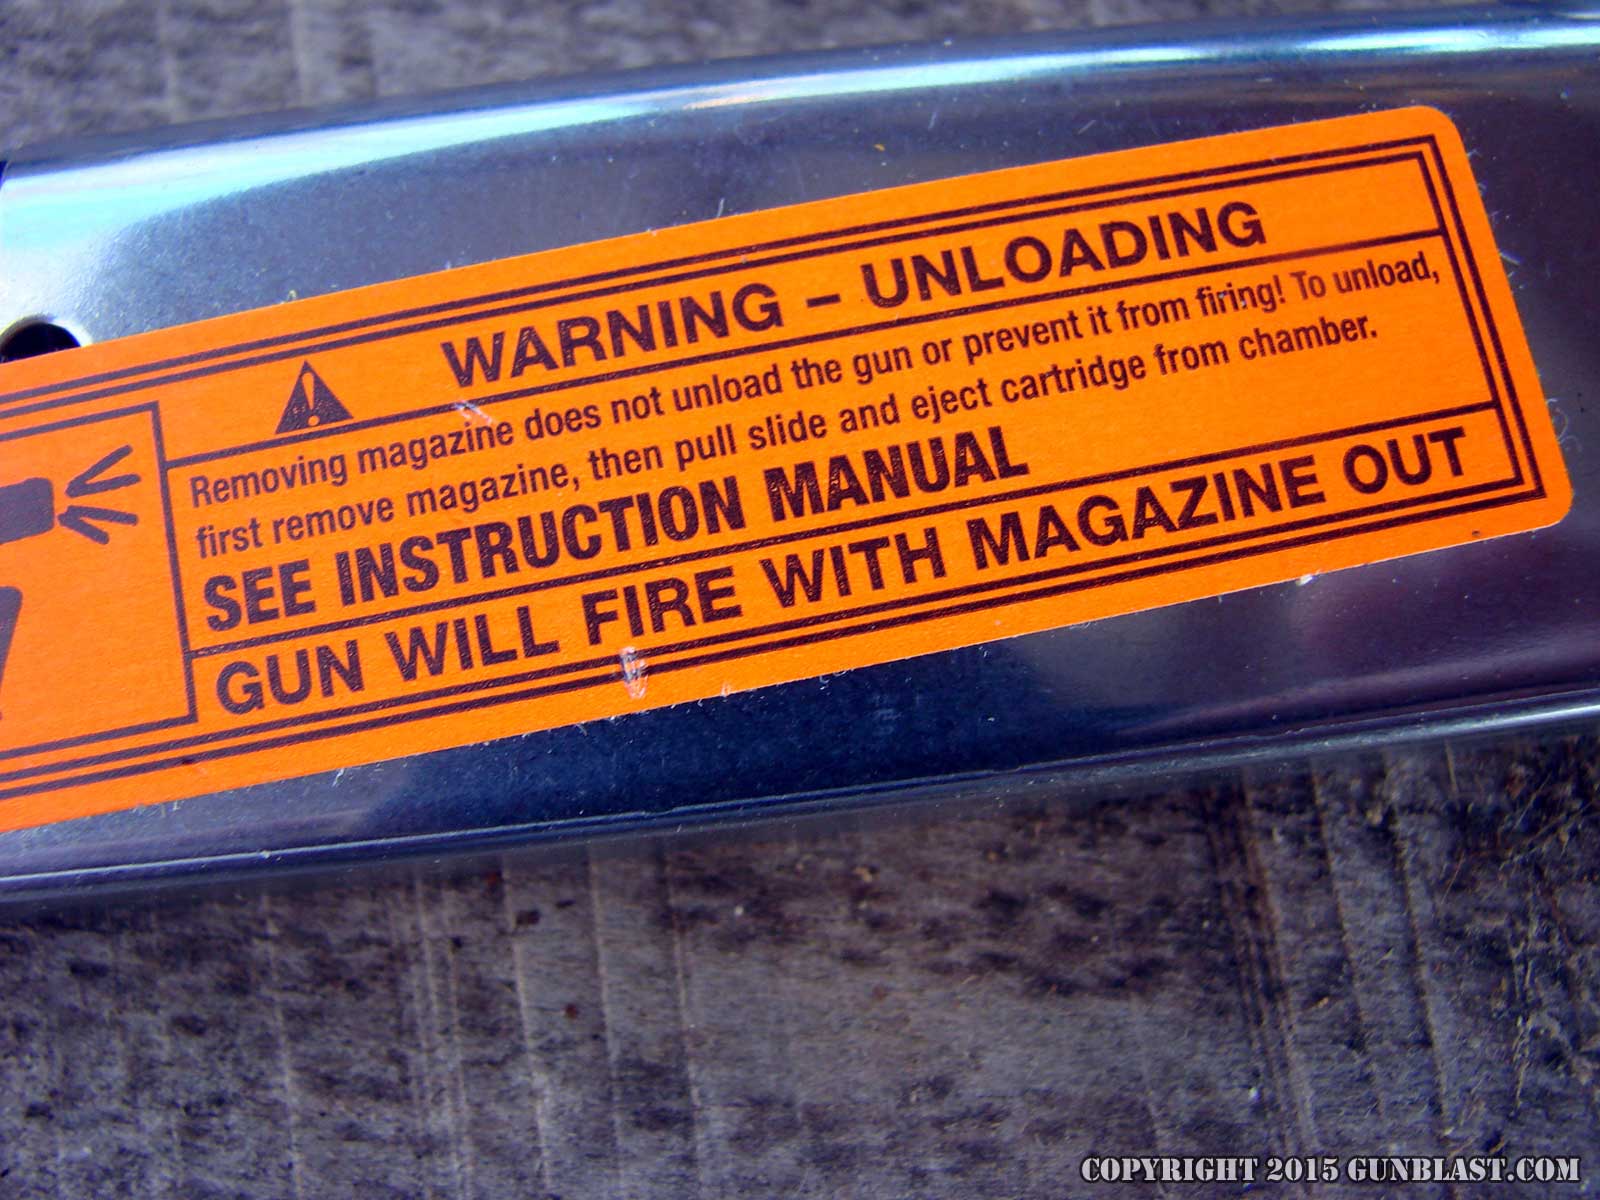 WARNING – UNLOADING
Removing magazine does not unload the gun or prevent it from firing! To unload,
first remove magazine, then pull slide and eject cartridge from chamber.
SEE INSTRUCTION MANUAL
GUN WILL FIRE WITH MAGAZINE OUT
COPYRIGHT 2015 GUNBLAST.COM